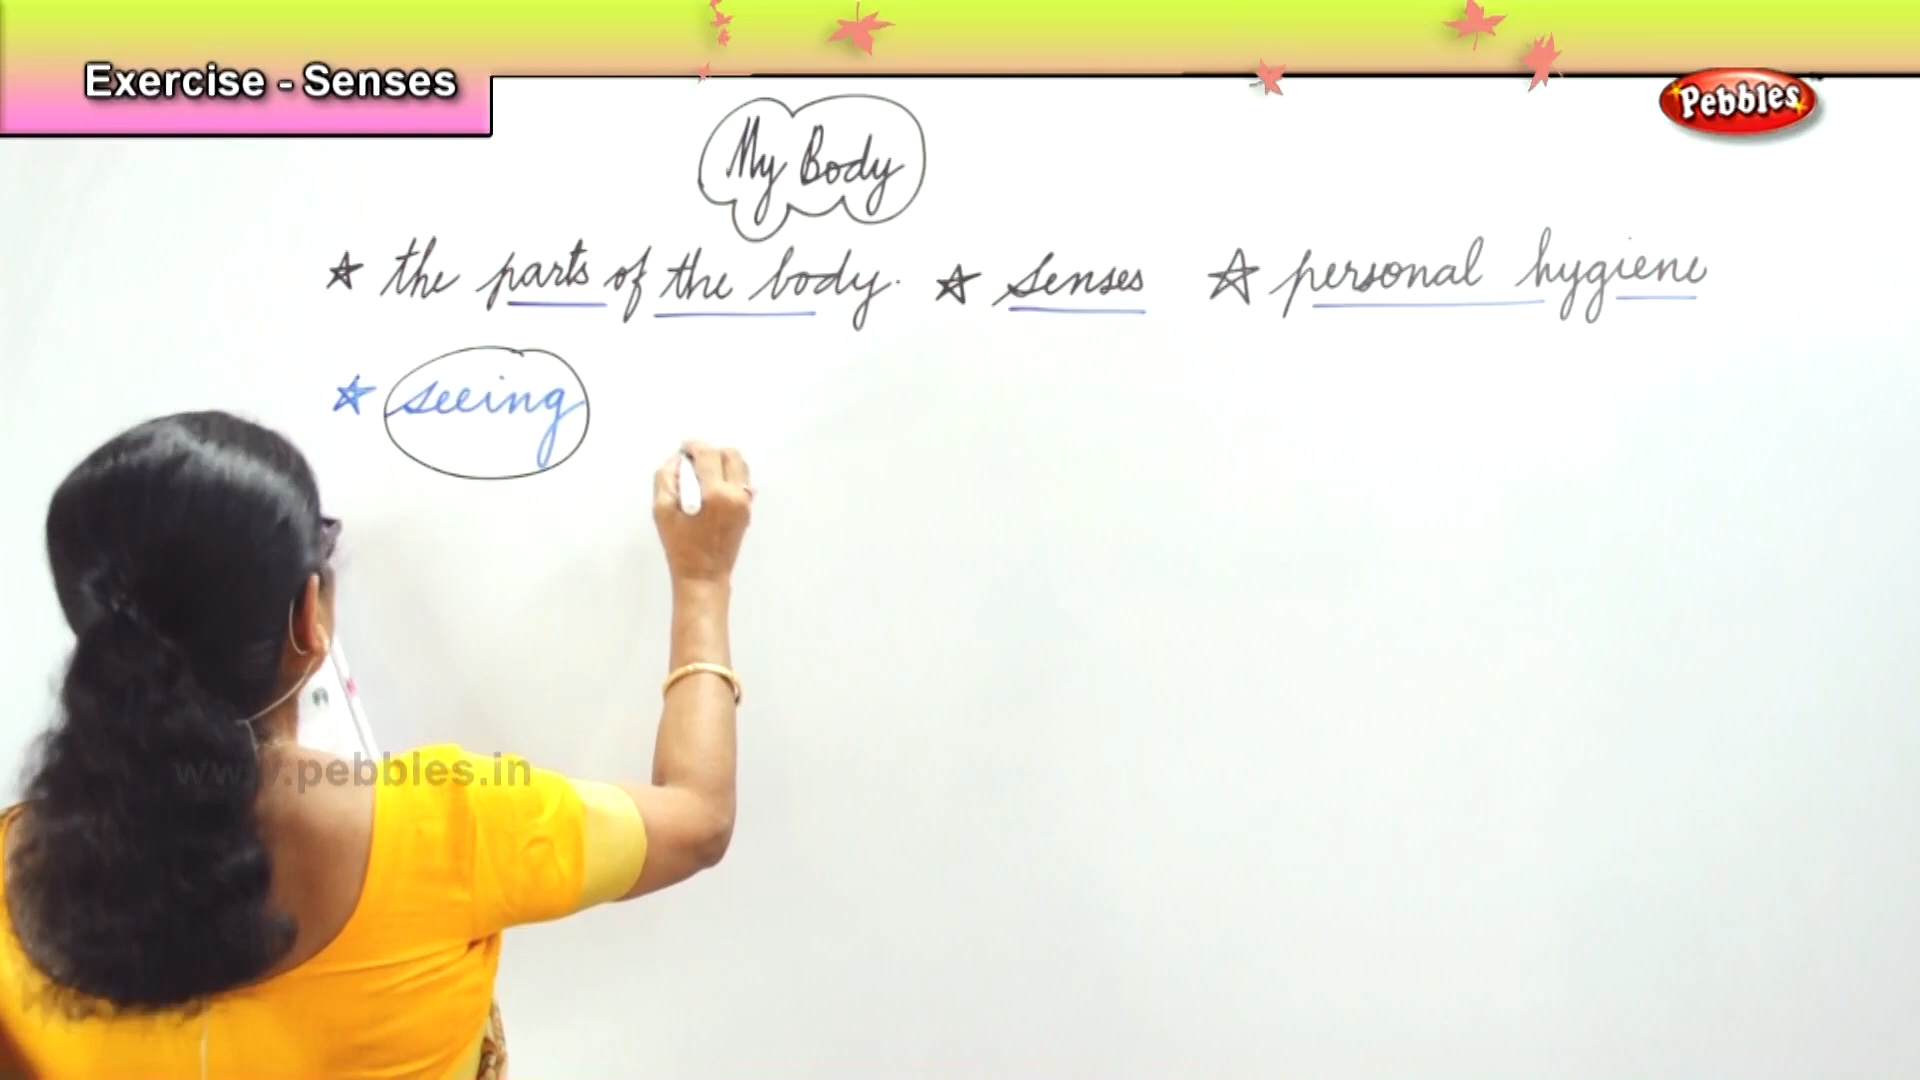 Exercise - Senses
Pebbles
My Body
☆ the parts of the body. ☆ senses ☆ personal hygiene
☆ seeing
www.pebbles.in